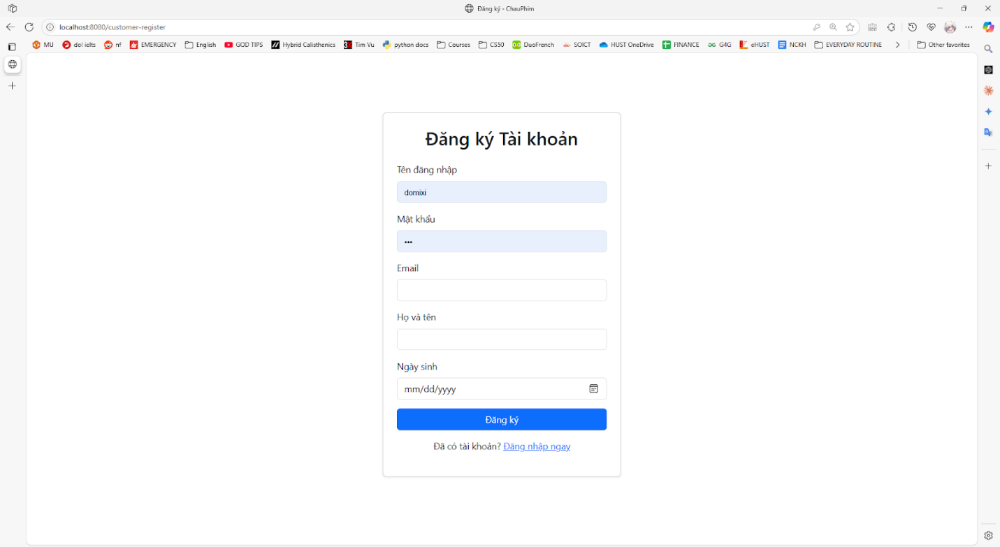 Đăng ký - ChauPhim
localhost:8080/customer-register
MU dol ielts nf EMERGENCY English GOD TIPS Hybrid Calisthenics Tim Vu python docs Courses CS50 DuoFrench SOICT HUST OneDrive FINANCE G4G eHUST NCKH EVERYDAY ROUTINE Other favorites
Đăng ký Tài khoản
Tên đăng nhập
domixi
Mật khẩu
•••
Email
Họ và tên
Ngày sinh
mm/dd/yyyy
Đăng ký
Đã có tài khoản? Đăng nhập ngay